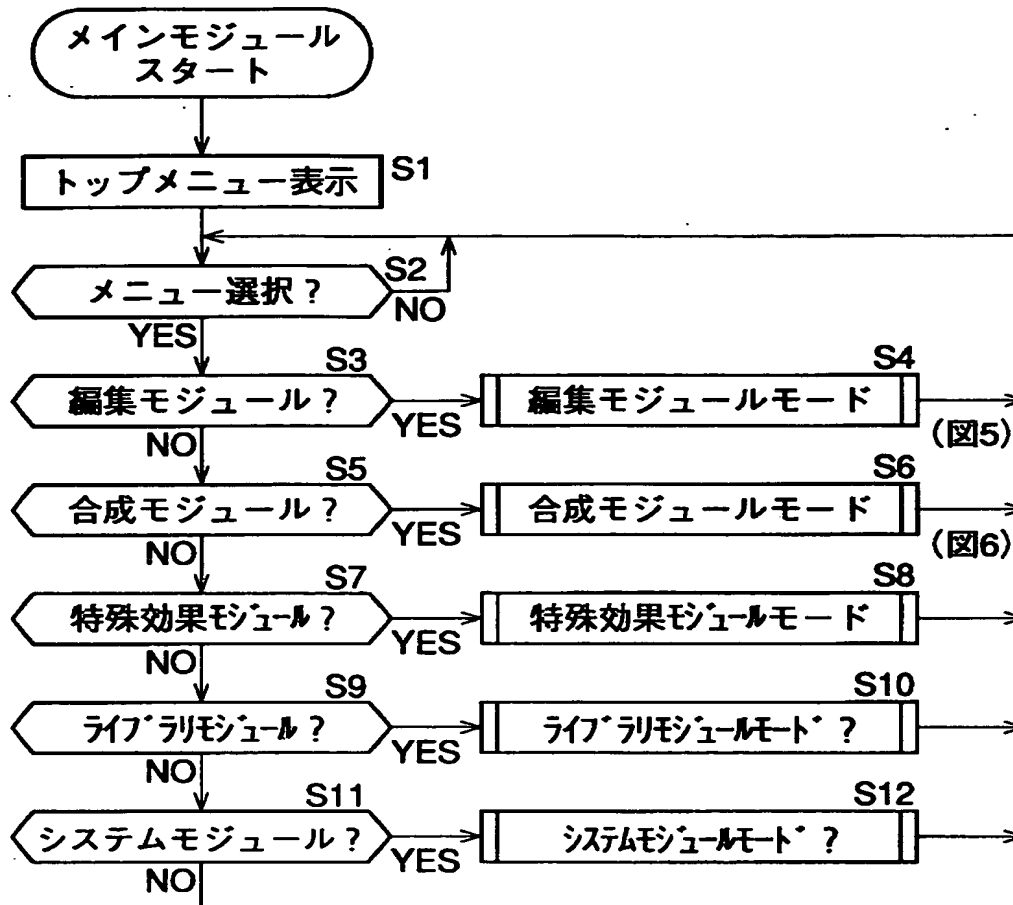 メインモジュール
スタート
トップメニュー表示 S1
メニュー選択? S2
NO
YES
編集モジュール? S3
YES
編集モジュールモード S4
(図5)
NO
合成モジュール? S5
YES
合成モジュールモード S6
(図6)
NO
特殊効果モジュール? S7
YES
特殊効果モジュールモード S8
NO
ライブラリモジュール? S9
YES
ライブラリモジュールモード? S10
NO
システムモジュール? S11
YES
システムモジュールモード? S12
NO